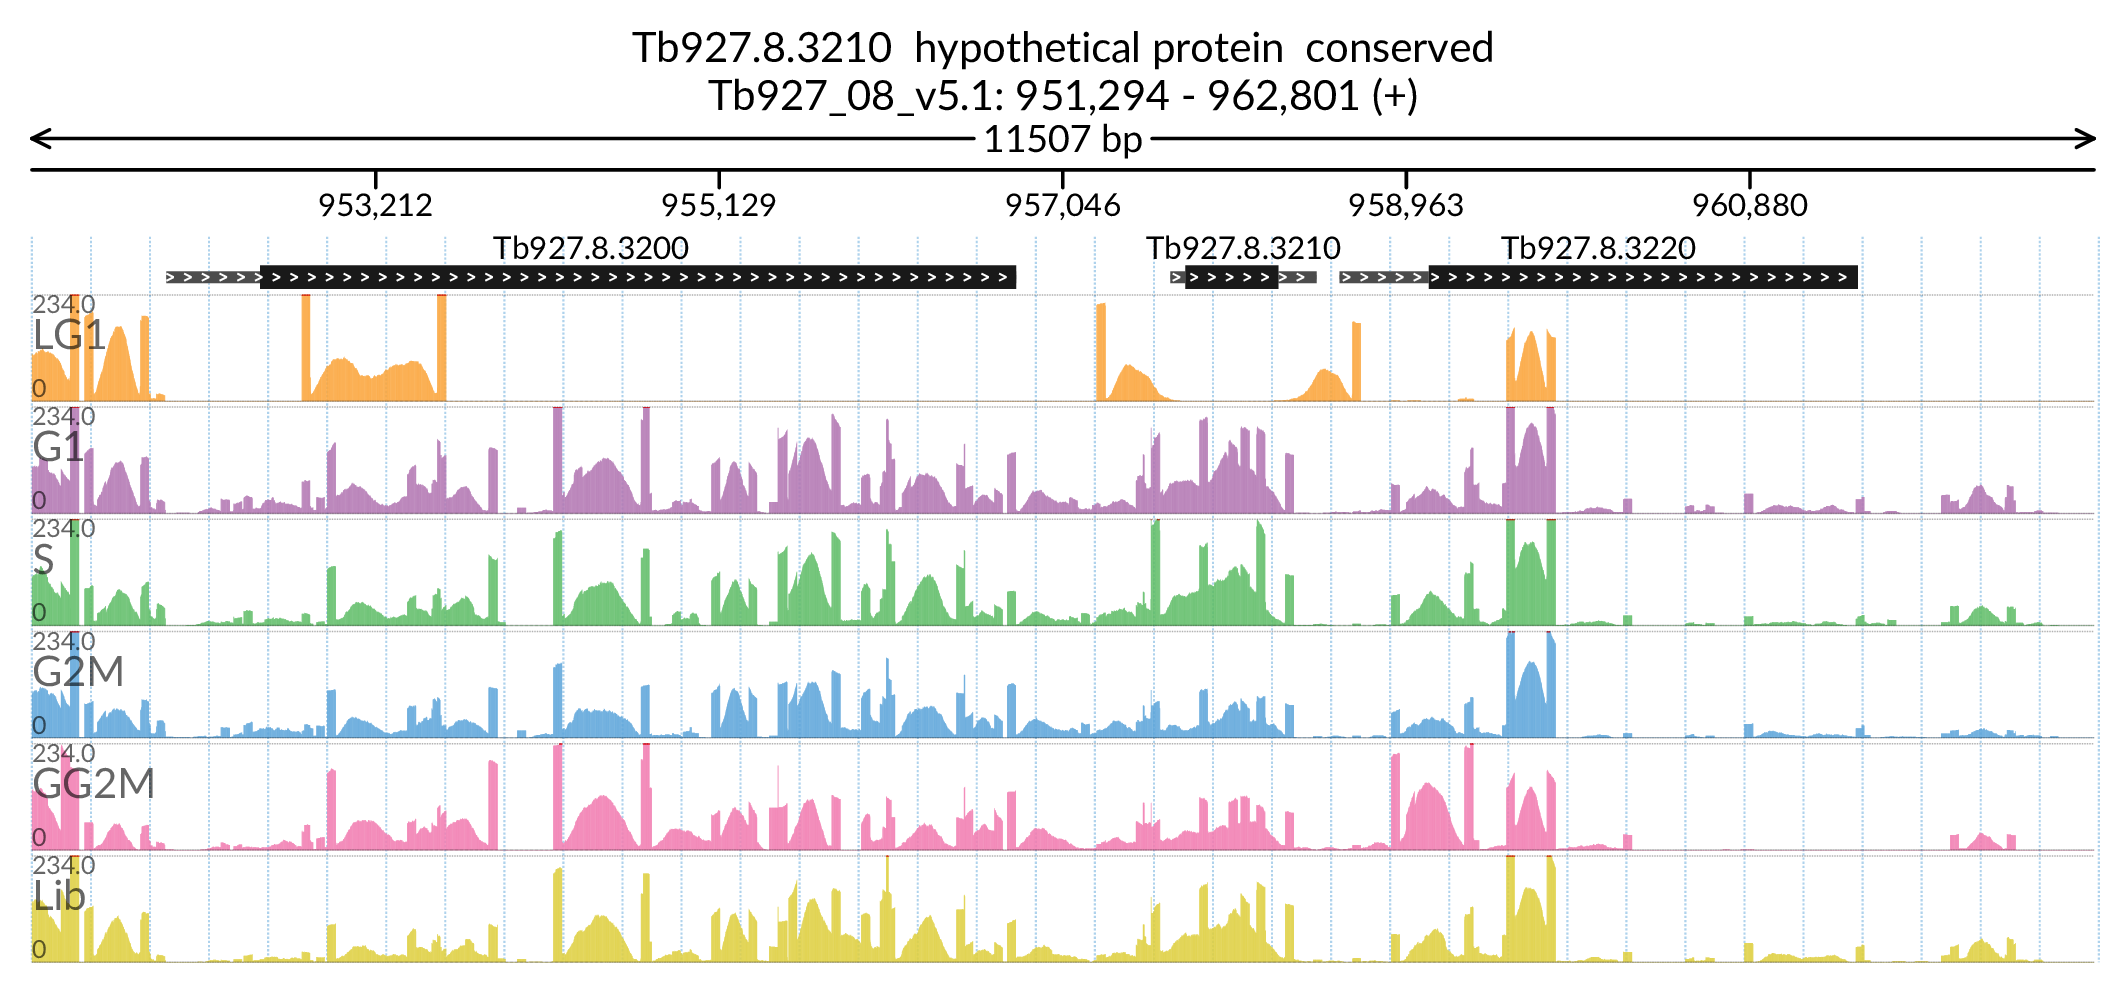 Tb927.8.3210  hypothetical protein  conserved
Tb927_08_v5.1: 951,294 - 962,801 (+)
11507 bp
953,212 955,129 957,046 958,963 960,880
Tb927.8.3200 Tb927.8.3210 Tb927.8.3220
234.0
LG1
0
234.0
G1
0
234.0
S
0
234.0
G2M
0
234.0
GG2M
0
234.0
Lib
0